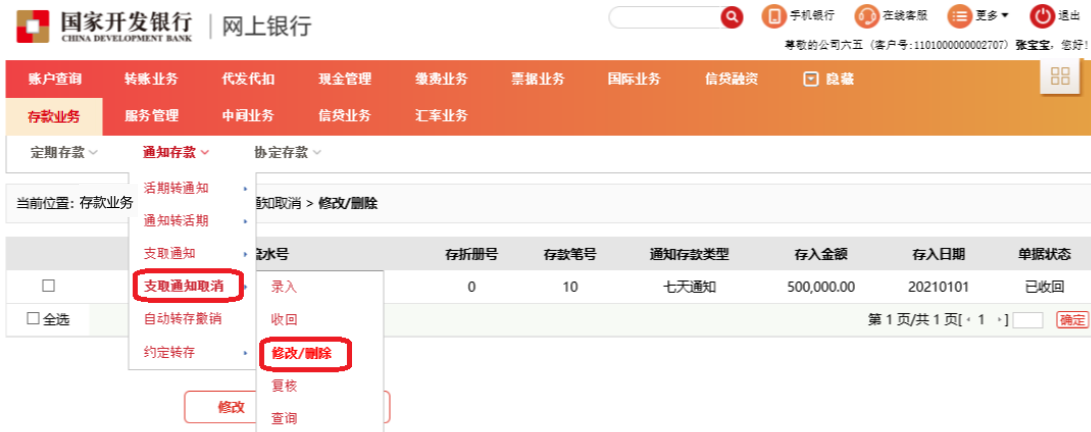 国家开发银行 网上银行 手机银行 在线客服 更多 退出
CHINA DEVELOPMENT BANK
尊敬的公司六五（客户号:1101000000002707）张宝宝，您好!
账户查询 转账业务 代发代扣 现金管理 缴费业务 票据业务 国际业务 信贷融资 隐藏
存款业务 服务管理 中间业务 信贷业务 汇率业务
定期存款 通知存款 协定存款
活期转通知
当前位置: 存款业务 通知取消 > 修改/删除
通知转活期
支取通知 水号 存折册号 存款笔号 通知存款类型 存入金额 存入日期 单据状态
支取通知取消 录入 0 10 七天通知 500,000.00 20210101 已收回
全选 自动转存撤销 收回 第 1 页/共 1 页[ 1 ] 确定
约定转存 修改/删除
复核
修改
查询